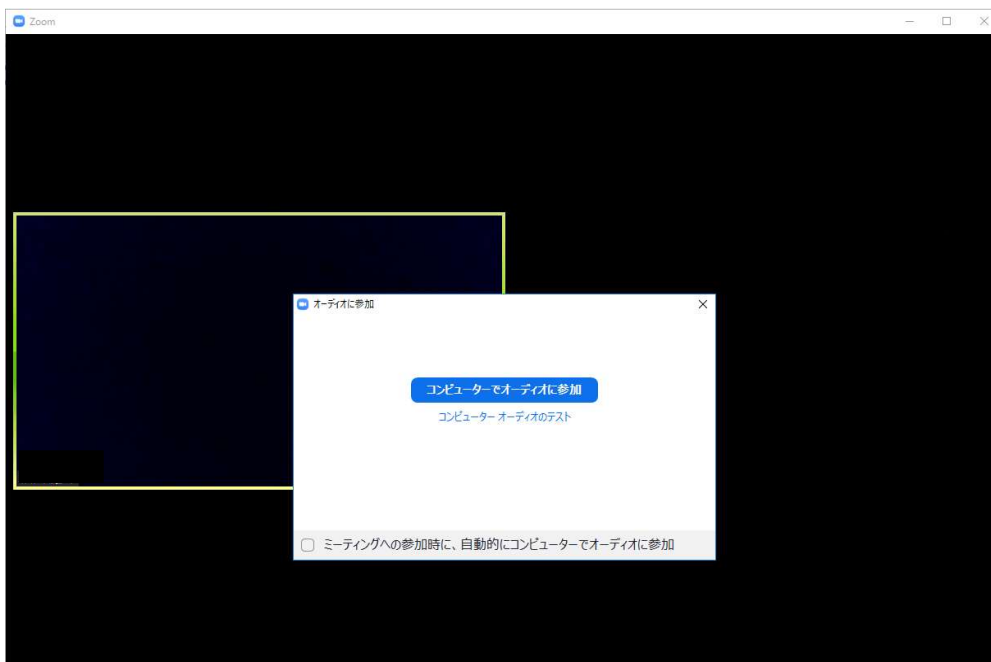 Zoom
オーディオに参加
コンピューターでオーディオに参加
コンピューター オーディオのテスト
ミーティングへの参加時に、自動的にコンピューターでオーディオに参加